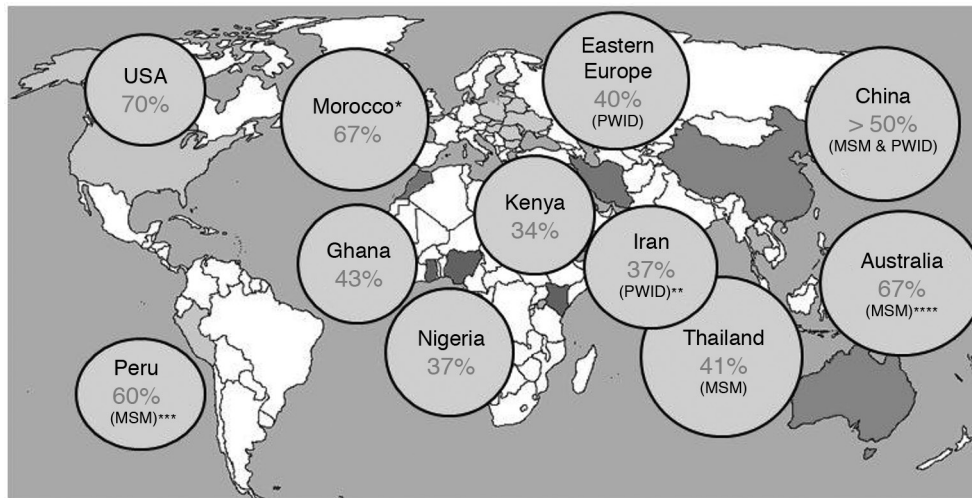 USA
70%
Morocco*
67%
Eastern
Europe
40%
(PWID)
China
> 50%
(MSM & PWID)
Kenya
34%
Ghana
43%
Iran
37%
(PWID)**
Australia
67%
(MSM)****
Nigeria
37%
Thailand
41%
(MSM)
Peru
60%
(MSM)***